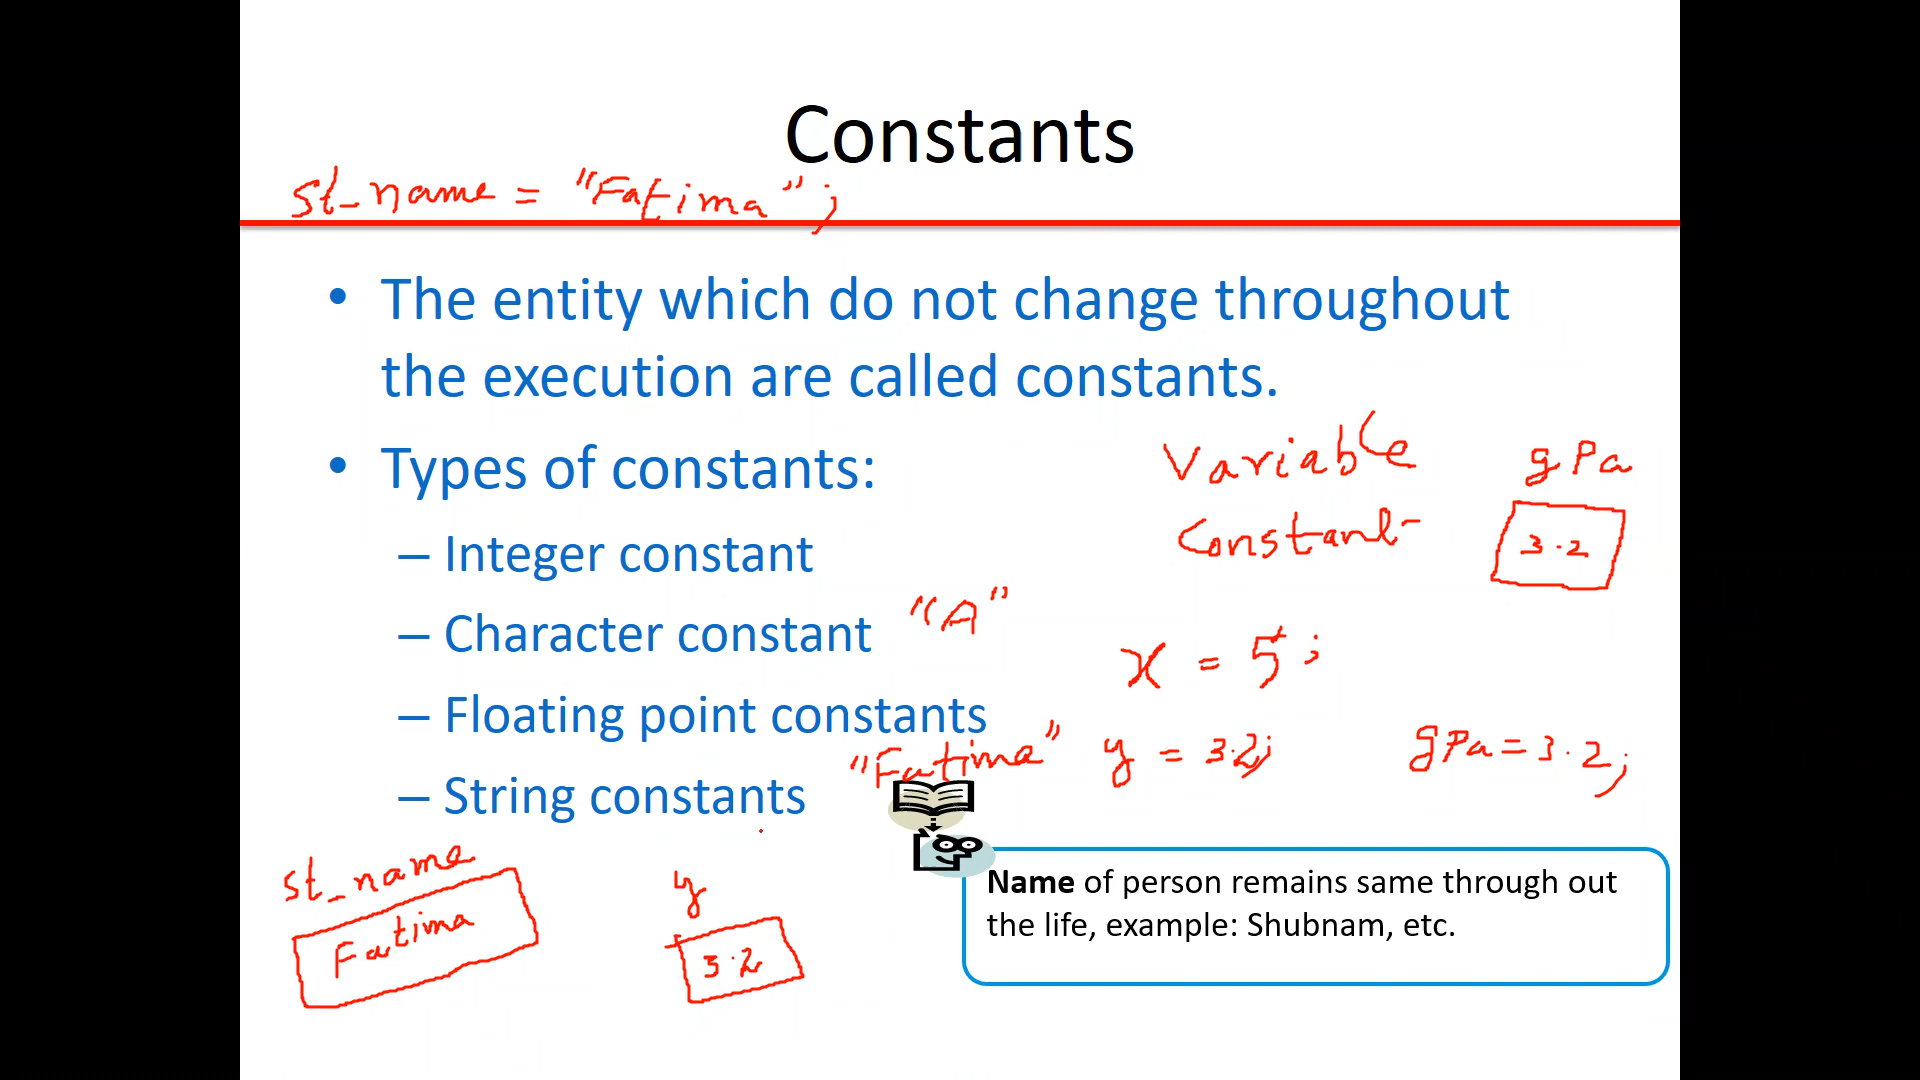 Constants
st_name = "Fatima";
• The entity which do not change throughout
the execution are called constants.
• Types of constants:
Variable
gpa
– Integer constant
Constant
3.2
– Character constant
"A"
x = 5;
– Floating point constants
"Fatima"
y = 3.2;
gpa = 3.2;
– String constants
st_name
Fatima
y
3.2
Name of person remains same through out
the life, example: Shubnam, etc.